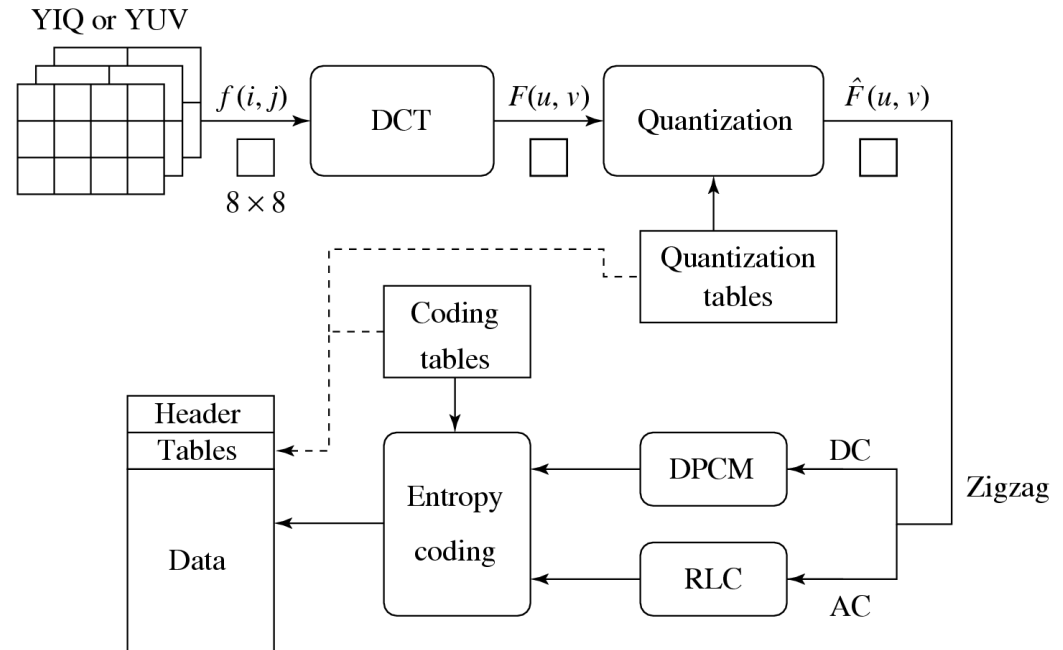 YIQ or YUV
f(i, j)
8 × 8
DCT
F(u, v)
Quantization
F̂(u, v)
Quantization
tables
Coding
tables
Header
Tables
Data
Entropy
coding
DPCM
DC
Zigzag
RLC
AC